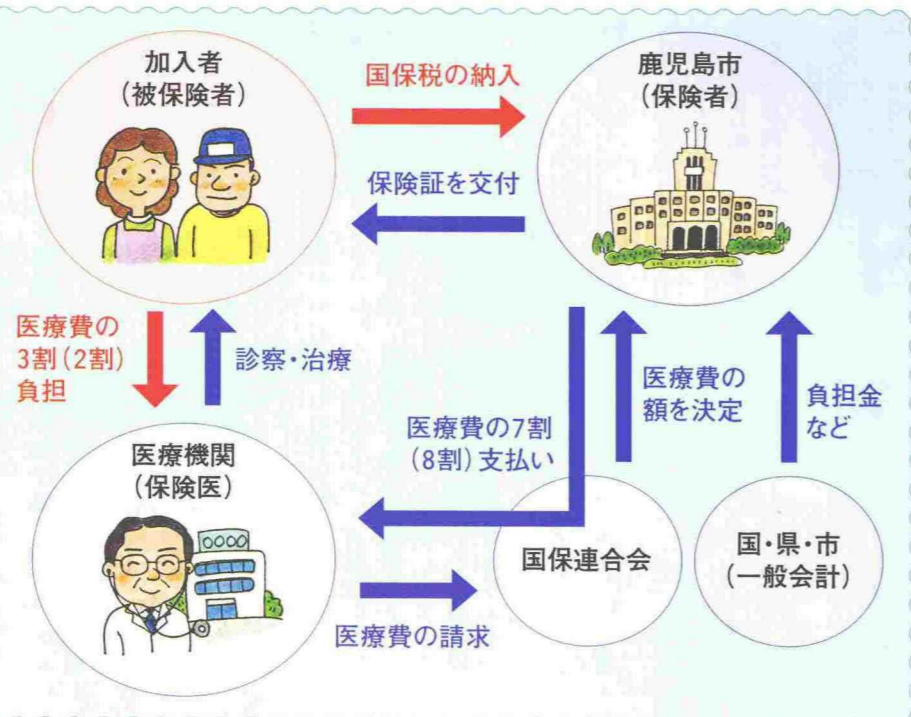 加入者
(被保険者)
国保税の納入
鹿児島市
(保険者)
保険証を交付
医療費の
3割(2割)
負担
診察・治療
医療費の7割
(8割)支払い
医療費の
額を決定
負担金
など
医療機関
(保険医)
国保連合会
国・県・市
(一般会計)
医療費の請求